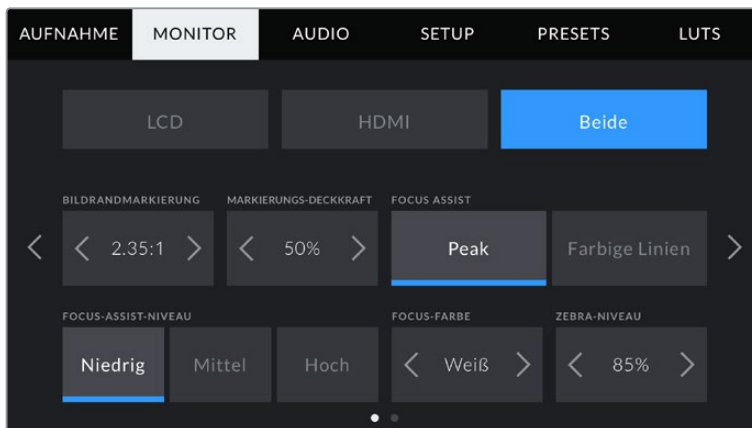 AUFNAHME MONITOR AUDIO SETUP PRESETS LUTS
LCD HDMI Beide
BILDRANDMARKIERUNG MARKIERUNGS-DECKKRAFT FOCUS ASSIST
2.35:1 50% Peak Farbige Linien
FOCUS-ASSIST-NIVEAU FOCUS-FARBE ZEBRA-NIVEAU
Niedrig Mittel Hoch Weiß 85%